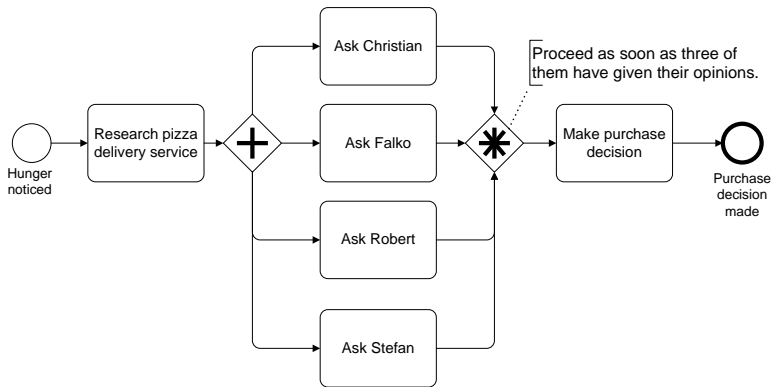 Ask Christian
Proceed as soon as three of
them have given their opinions.
Research pizza
delivery service
Ask Falko
Make purchase
decision
Hunger
noticed
Purchase
decision
made
Ask Robert
Ask Stefan